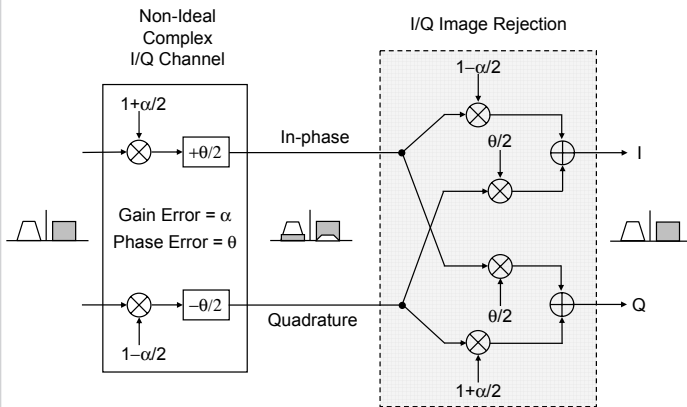 Non-Ideal
Complex
I/Q Channel
I/Q Image Rejection
1+α/2
1−α/2
+θ/2
In-phase
θ/2
I
Gain Error = α
Phase Error = θ
−θ/2
Quadrature
θ/2
Q
1−α/2
1+α/2